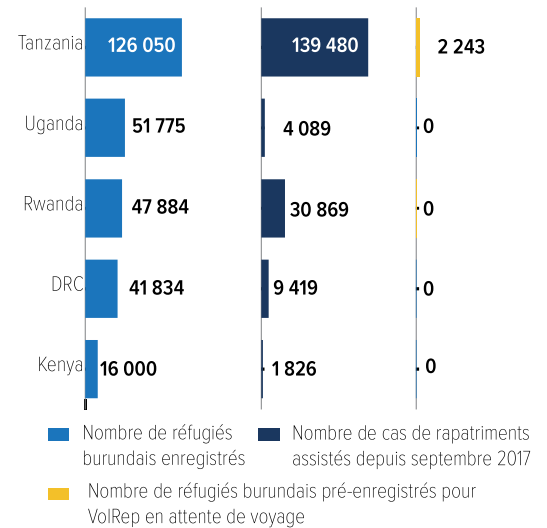 Tanzania 126 050 139 480 2 243
Uganda 51 775 4 089 0
Rwanda 47 884 30 869 0
DRC 41 834 9 419 0
Kenya 16 000 1 826 0
Nombre de réfugiés
burundais enregistrés
Nombre de cas de rapatriments
assistés depuis septembre 2017
Nombre de réfugiés burundais pré-enregistrés pour
VolRep en attente de voyage